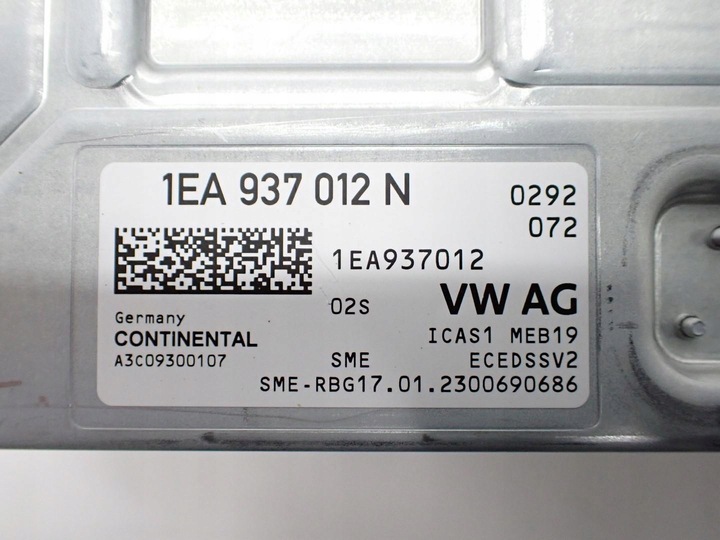 1EA 937 012 N
0292
072
1EA937012
02S
VW AG
Germany
CONTINENTAL
A3C09300107
ICAS1 MEB19
SME ECEDSSV2
SME-RBG17.01.2300690686